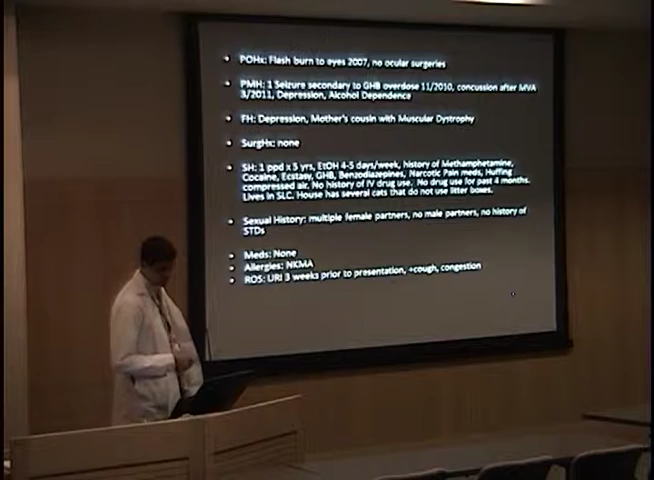 • POHx: Flash burn to eyes 2007, no ocular surgeries
• PMH: 1 Seizure secondary to GHB overdose 11/2010, concussion after MVA
3/2011, Depression, Alcohol Dependence
• FH: Depression, Mother's cousin with Muscular Dystrophy
• SurgHx: none
• SH: 1 ppd x 5 yrs, EtOH 4-5 days/week, history of Methamphetamine,
Cocaine, Ecstasy, GHB, Benzodiazepines, Narcotic Pain meds, Huffing
compressed air. No history of IV drug use. No drug use for past 4 months.
Lives in SLC. House has several cats that do not use litter boxes.
• Sexual History: multiple female partners, no male partners, no history of
STDs
• Meds: None
• Allergies: NKMA
• ROS: URI 3 weeks prior to presentation, +cough, congestion